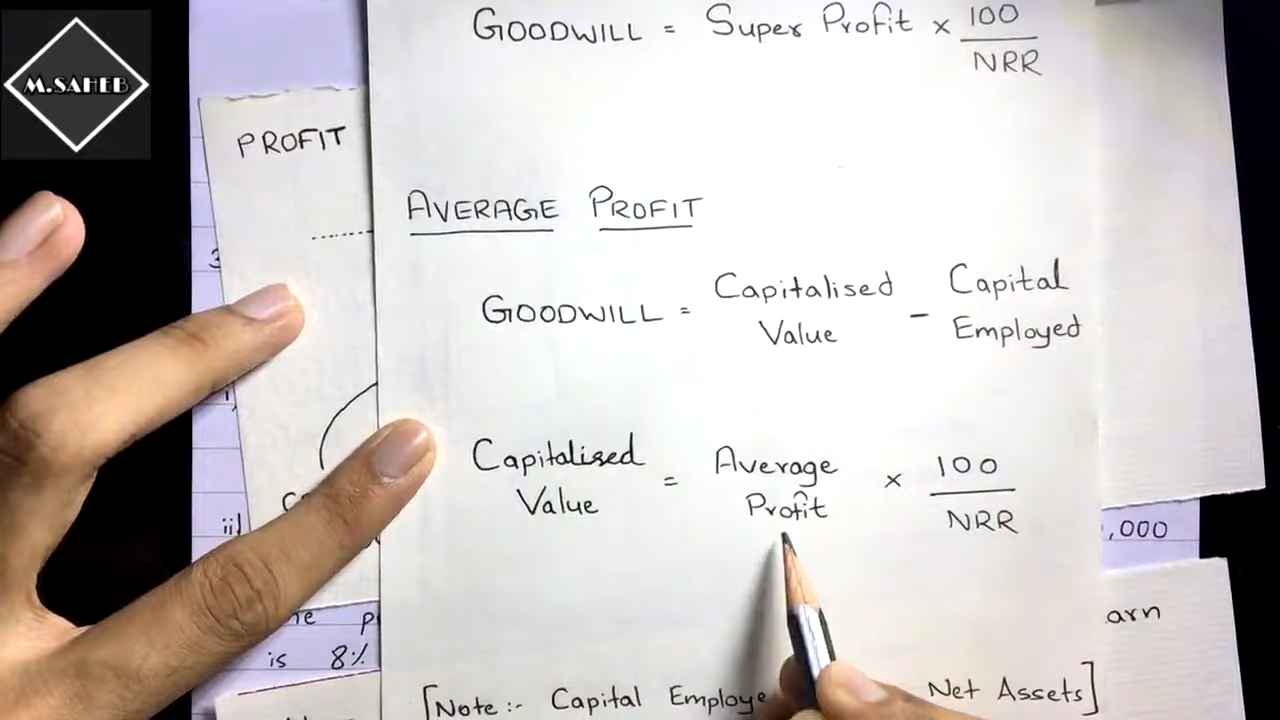 M.SAHEB
GOODWILL = Super Profit × 100
NRR
PROFIT
AVERAGE PROFIT
GOODWILL = Capitalised Value - Capital Employed
Capitalised Value = Average Profit × 100
NRR
ii)
,000
arn
is 8%
[Note:- Capital Net Assets]